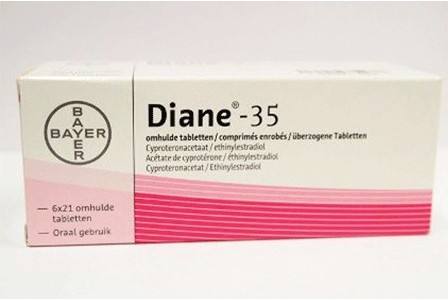 BAYER
BAYER
6x21 omhulde
tabletten
Oraal gebruik
Diane®-35
omhulde tabletten / comprimés enrobés / überzogene Tabletten
Cyproteronacetaat / ethinylestradiol
Acétate de cyprotérone / éthinylestradiol
Cyproteronacetat / Ethinylestradiol